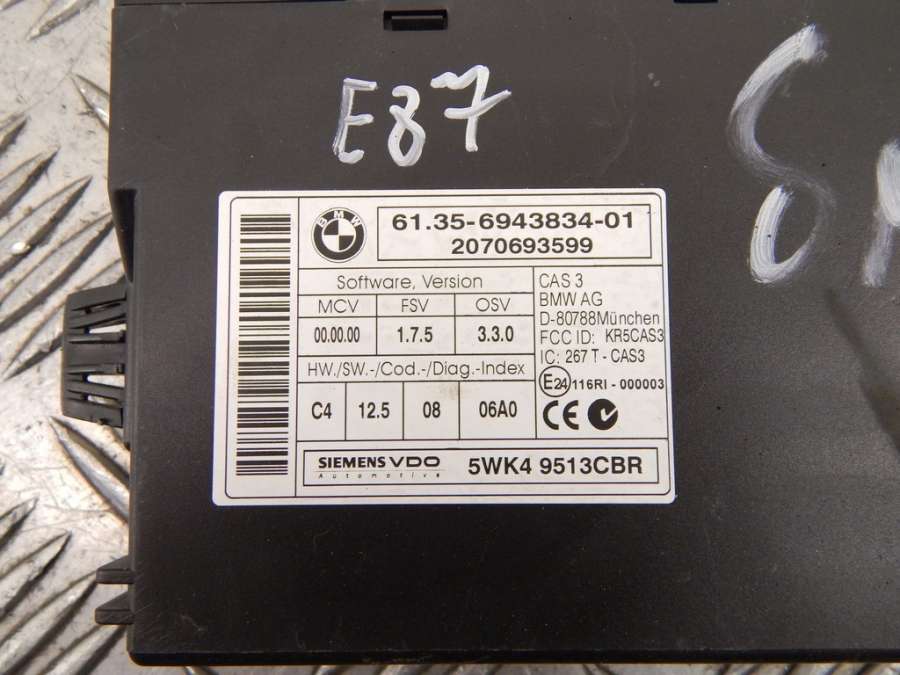 E87
BMW
61.35-6943834-01
2070693599
Software, Version
MCV FSV OSV
00.00.00 1.7.5 3.3.0
HW./SW.-/Cod.-/Diag.-Index
C4 12.5 08 06A0
CAS 3
BMW AG
D-80788München
FCC ID: KR5CAS3
IC: 267 T - CAS3
E24 116RI - 000003
CE
SIEMENS VDO
Automotive
5WK4 9513CBR